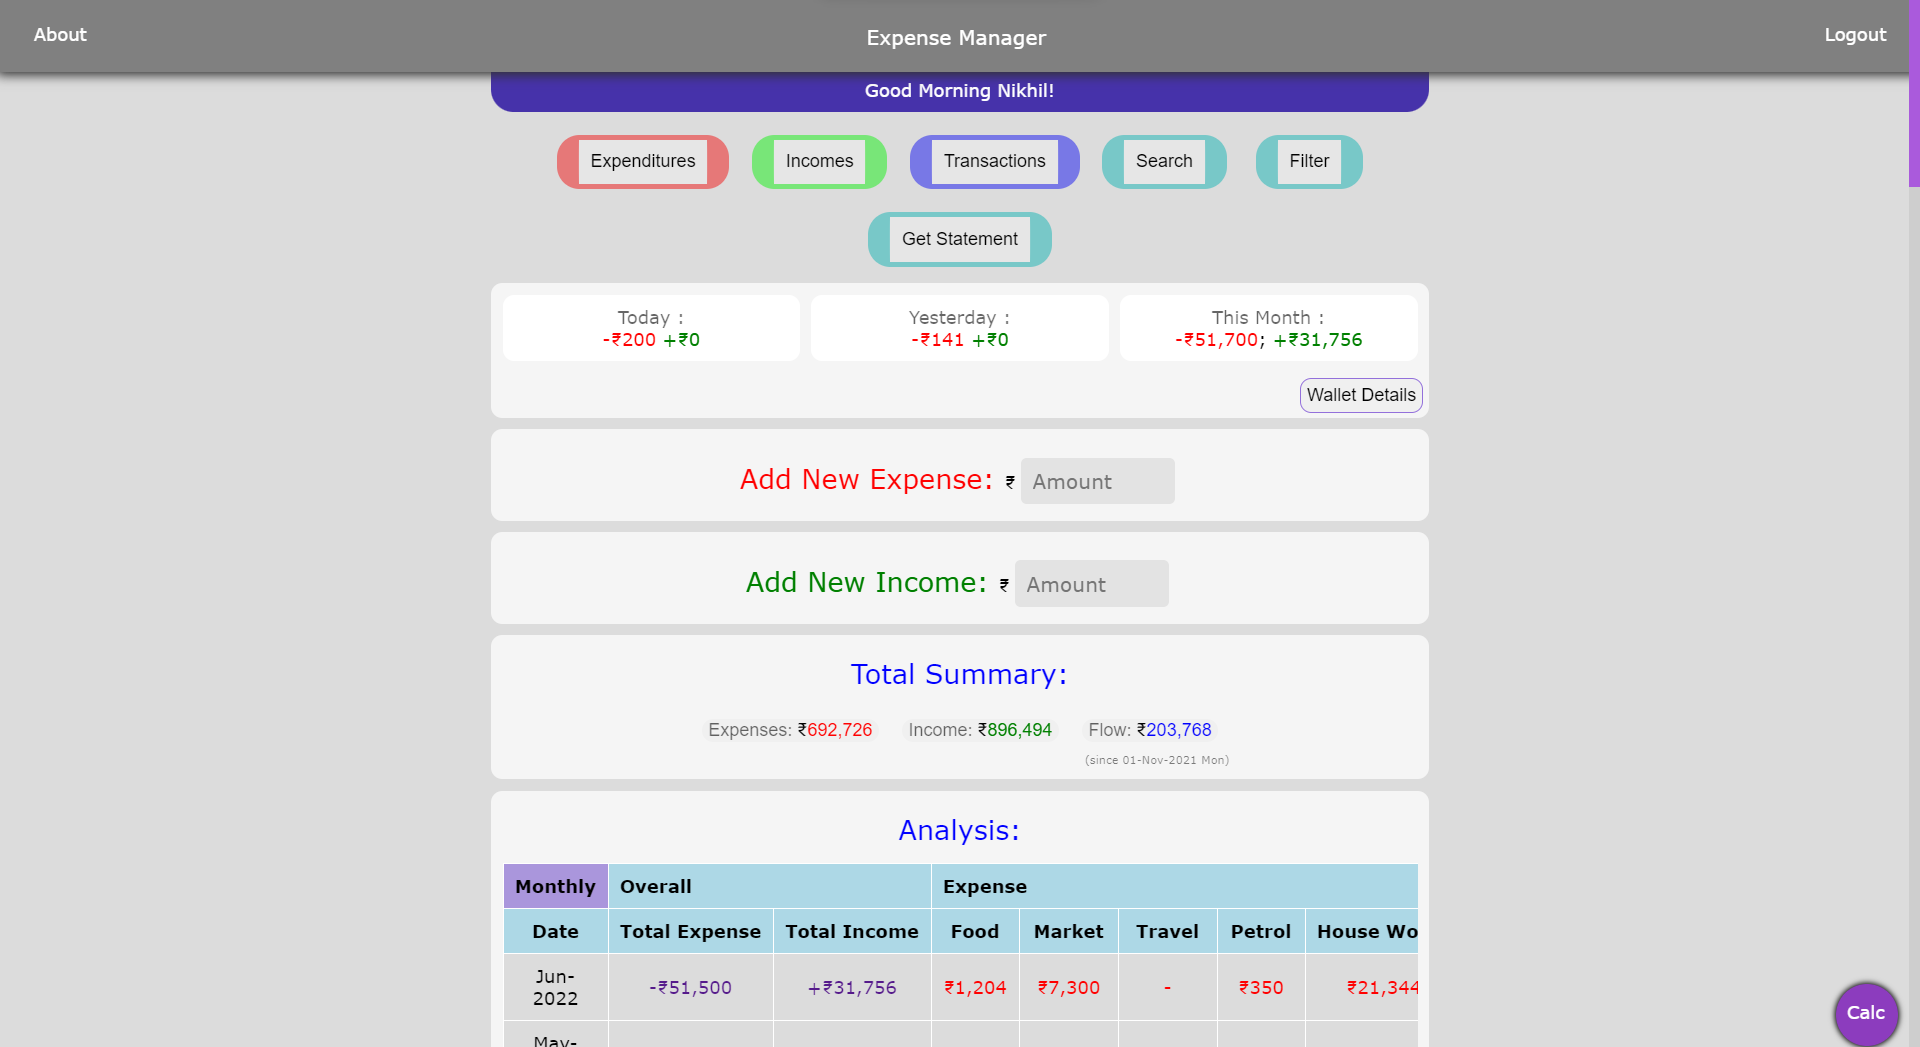 About
Expense Manager
Logout
Good Morning Nikhil!
Expenditures
Incomes
Transactions
Search
Filter
Get Statement
Today :
-₹200 +₹0
Yesterday :
-₹141 +₹0
This Month :
-₹51,700; +₹31,756
Wallet Details
Add New Expense: ₹ Amount
Add New Income: ₹ Amount
Total Summary:
Expenses: ₹692,726 Income: ₹896,494 Flow: ₹203,768
(since 01-Nov-2021 Mon)
Analysis:
Monthly Overall Expense
Date Total Expense Total Income Food Market Travel Petrol House Wo
Jun-
2022
-₹51,500 +₹31,756 ₹1,204 ₹7,300 - ₹350 ₹21,344
May-
Calc